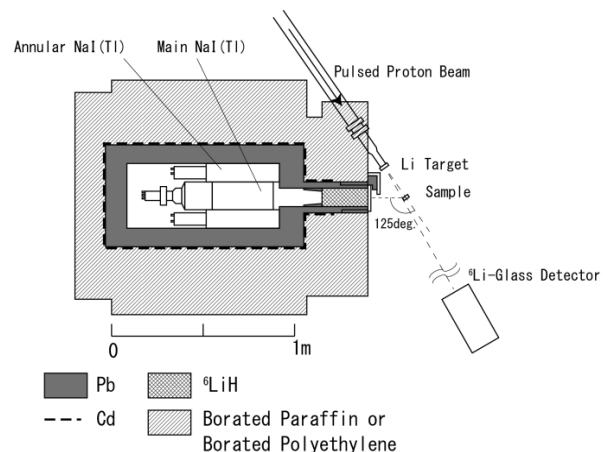 Annular NaI(Tl)
Main NaI(Tl)
Pulsed Proton Beam
Li Target
Sample
125deg.
⁶Li-Glass Detector
0
1m
Pb
⁶LiH
Cd
Borated Paraffin or
Borated Polyethylene